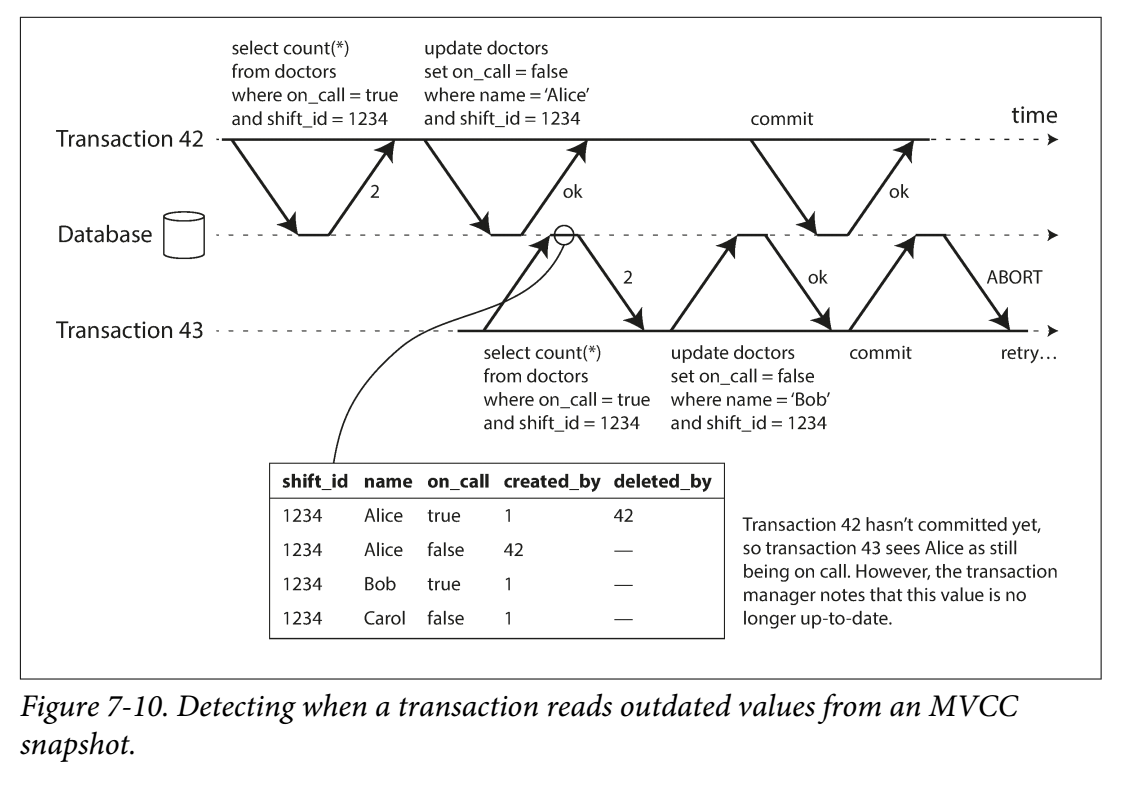 select count(*)
from doctors
where on_call = true
and shift_id = 1234
update doctors
set on_call = false
where name = ‘Alice’
and shift_id = 1234
commit
time
Transaction 42
2
ok
ok
Database
2
ok
ABORT
Transaction 43
select count(*)
from doctors
where on_call = true
and shift_id = 1234
update doctors
set on_call = false
where name = ‘Bob’
and shift_id = 1234
commit
retry…
shift_id name on_call created_by deleted_by
1234 Alice true 1 42
1234 Alice false 42 —
1234 Bob true 1 —
1234 Carol false 1 —
Transaction 42 hasn’t committed yet,
so transaction 43 sees Alice as still
being on call. However, the transaction
manager notes that this value is no
longer up-to-date.
Figure 7-10. Detecting when a transaction reads outdated values from an MVCC
snapshot.